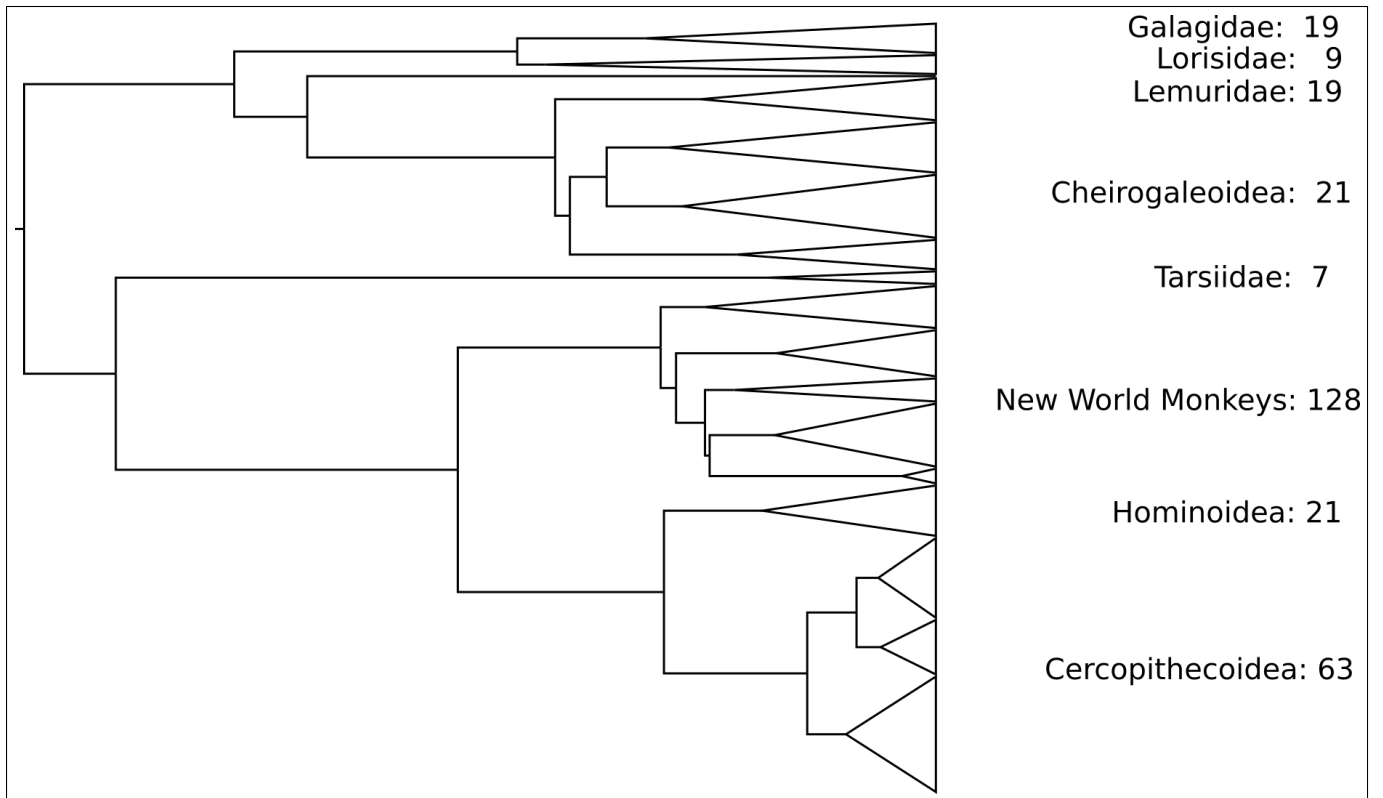 Galagidae: 19
Lorisidae: 9
Lemuridae: 19
Cheirogaleoidea: 21
Tarsiidae: 7
New World Monkeys: 128
Hominoidea: 21
Cercopithecoidea: 63